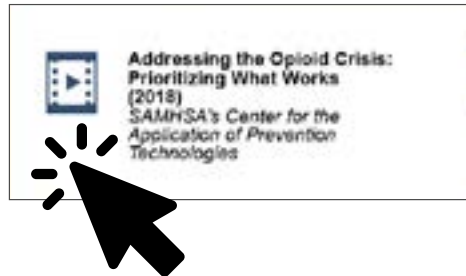 Addressing the Opioid Crisis:
Prioritizing What Works
(2018)
SAMHSA's Center for the
Application of Prevention
Technologies